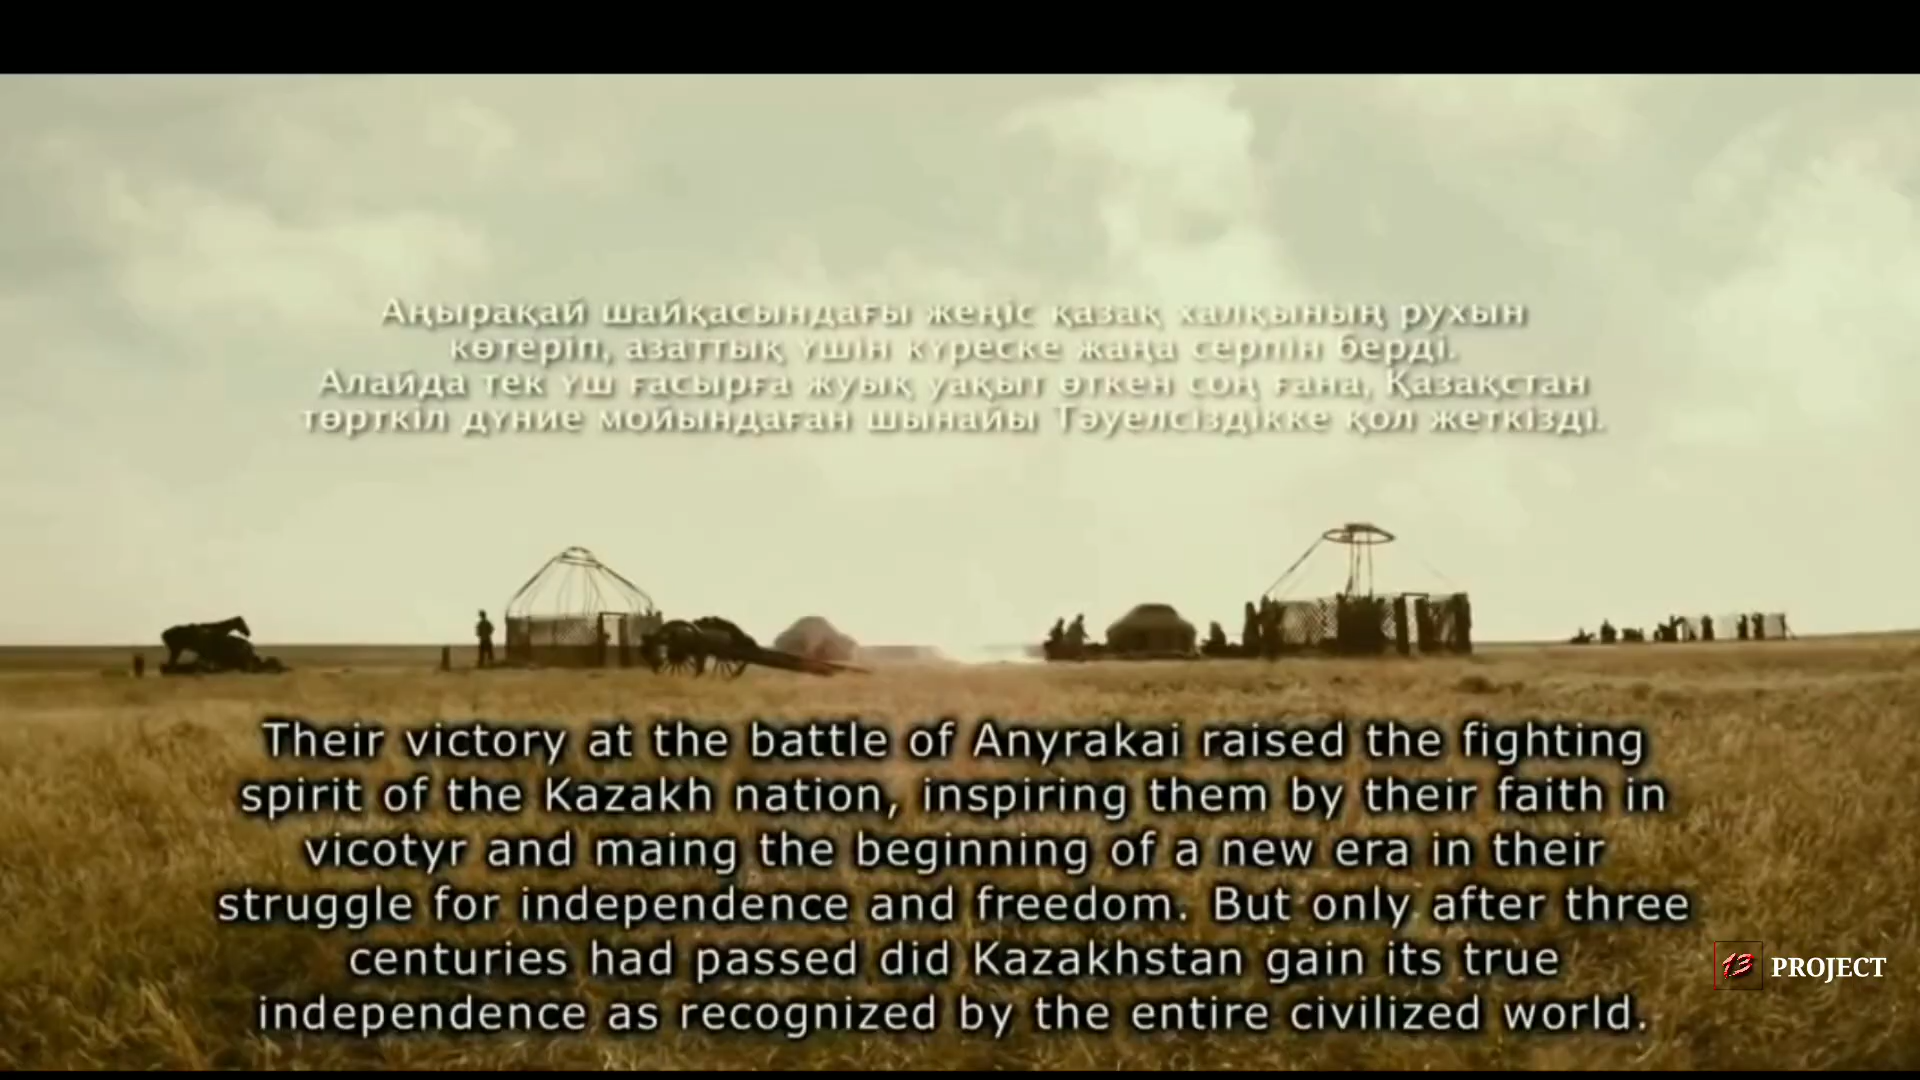 Аңырақай шайқасындағы жеңіс қазақ халқының рухын
көтеріп, азаттық үшін күреске жаңа серпін берді.
Алайда тек үш ғасырға жуық уақыт өткен соң ғана, Қазақстан
төрткіл дүние мойындаған шынайы Тәуелсіздікке қол жеткізді.
Their victory at the battle of Anyrakai raised the fighting
spirit of the Kazakh nation, inspiring them by their faith in
vicotyr and maing the beginning of a new era in their
struggle for independence and freedom. But only after three
centuries had passed did Kazakhstan gain its true
independence as recognized by the entire civilized world.
13 PROJECT